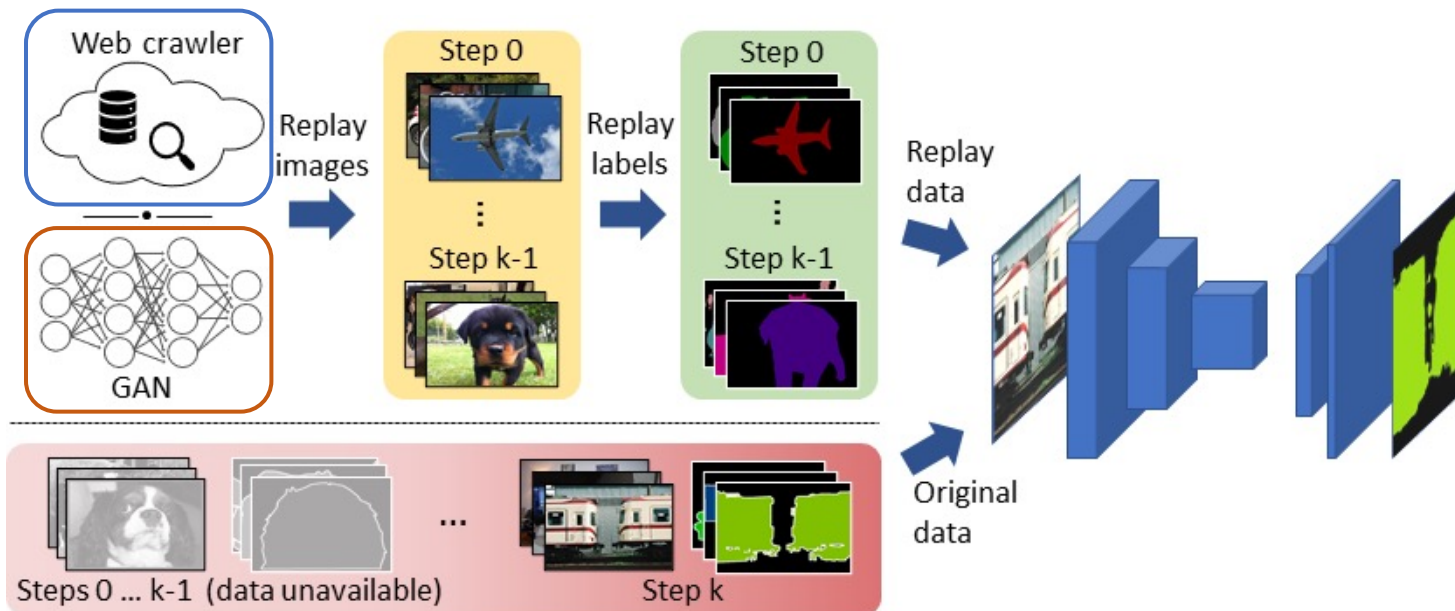 Web crawler
GAN
Replay
images
Step 0
⋮
Step k-1
Replay
labels
Step 0
⋮
Step k-1
Replay
data
Original
data
Steps 0 ... k-1 (data unavailable)
...
Step k